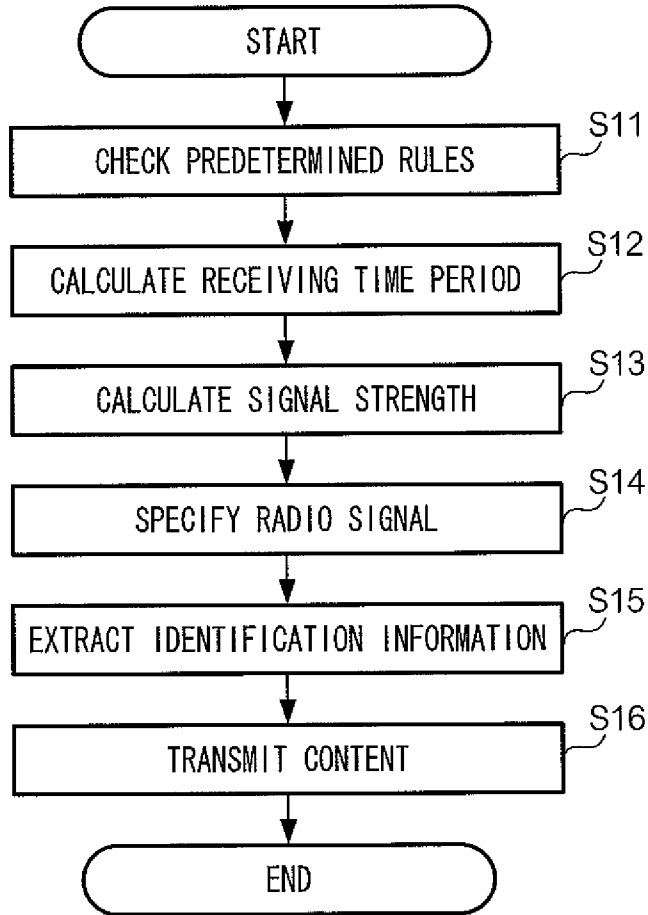 START
S11
CHECK PREDETERMINED RULES
S12
CALCULATE RECEIVING TIME PERIOD
S13
CALCULATE SIGNAL STRENGTH
S14
SPECIFY RADIO SIGNAL
S15
EXTRACT IDENTIFICATION INFORMATION
S16
TRANSMIT CONTENT
END